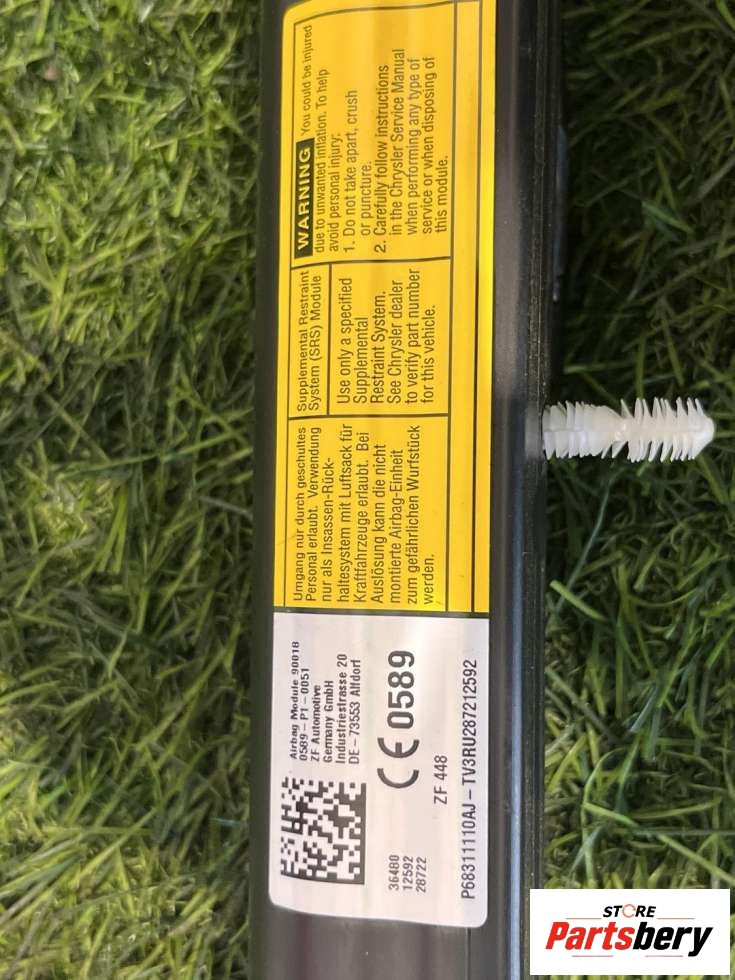 Airbag Module 90018
0589 – P1 – 0051
ZF Automotive
Germany GmbH
Industriestrasse 20
DE – 73553 Alfdorf
CE 0589
36480
12592
28722
ZF 448
P68311110AJ – TV3RU287212592
Umgang nur durch geschultes
Personal erlaubt. Verwendung
nur als Insassen-Rück-
haltesystem mit Luftsack für
Kraftfahrzeuge erlaubt. Bei
Auslösung kann die nicht
montierte Airbag-Einheit
zum gefährlichen Wurfstück
werden.
Supplemental Restraint
System (SRS) Module
Use only a specified
Supplemental
Restraint System.
See Chrysler dealer
to verify part number
for this vehicle.
WARNING You could be injured
due to unwanted inflation. To help
avoid personal injury:
1. Do not take apart, crush
or puncture.
2. Carefully follow instructions
in the Chrysler Service Manual
when performing any type of
service or when disposing of
this module.
STORE
Partsbery